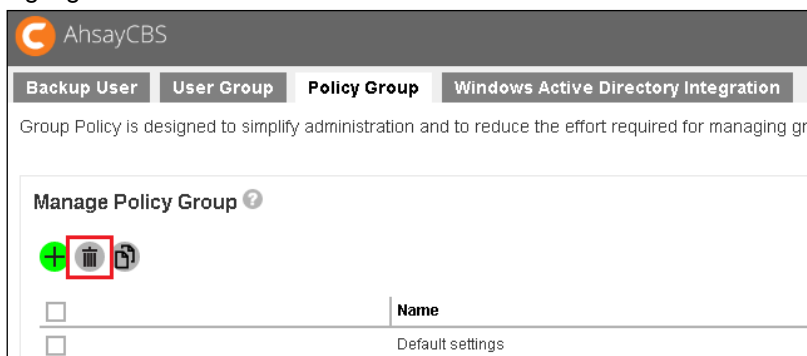 AhsayCBS
Backup User User Group Policy Group Windows Active Directory Integration
Group Policy is designed to simplify administration and to reduce the effort required for managing gr
Manage Policy Group ?
Name
Default settings